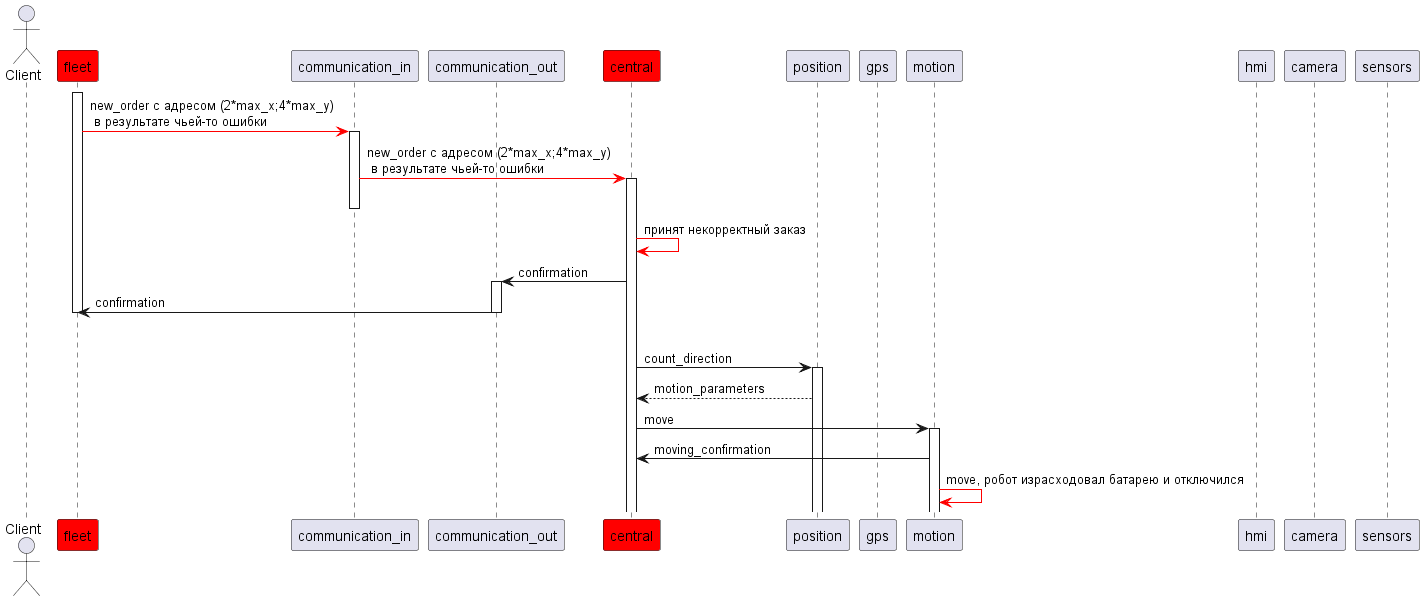 Client
fleet
communication_in
communication_out
central
position
gps
motion
hmi
camera
sensors
new_order с адресом (2*max_x;4*max_y)
в результате чьей-то ошибки
new_order с адресом (2*max_x;4*max_y)
в результате чьей-то ошибки
принят некорректный заказ
confirmation
confirmation
count_direction
motion_parameters
move
moving_confirmation
move, робот израсходовал батарею и отключился
Client
fleet
communication_in
communication_out
central
position
gps
motion
hmi
camera
sensors